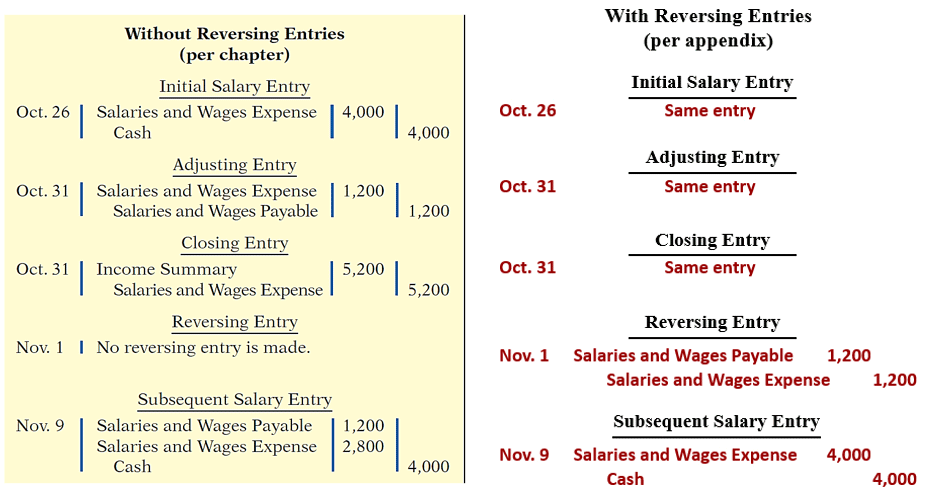 Without Reversing Entries
(per chapter)
Initial Salary Entry
Oct. 26 Salaries and Wages Expense 4,000
Cash 4,000
Adjusting Entry
Oct. 31 Salaries and Wages Expense 1,200
Salaries and Wages Payable 1,200
Closing Entry
Oct. 31 Income Summary 5,200
Salaries and Wages Expense 5,200
Reversing Entry
Nov. 1 No reversing entry is made.
Subsequent Salary Entry
Nov. 9 Salaries and Wages Payable 1,200
Salaries and Wages Expense 2,800
Cash 4,000
With Reversing Entries
(per appendix)
Initial Salary Entry
Oct. 26 Same entry
Adjusting Entry
Oct. 31 Same entry
Closing Entry
Oct. 31 Same entry
Reversing Entry
Nov. 1 Salaries and Wages Payable 1,200
Salaries and Wages Expense 1,200
Subsequent Salary Entry
Nov. 9 Salaries and Wages Expense 4,000
Cash 4,000